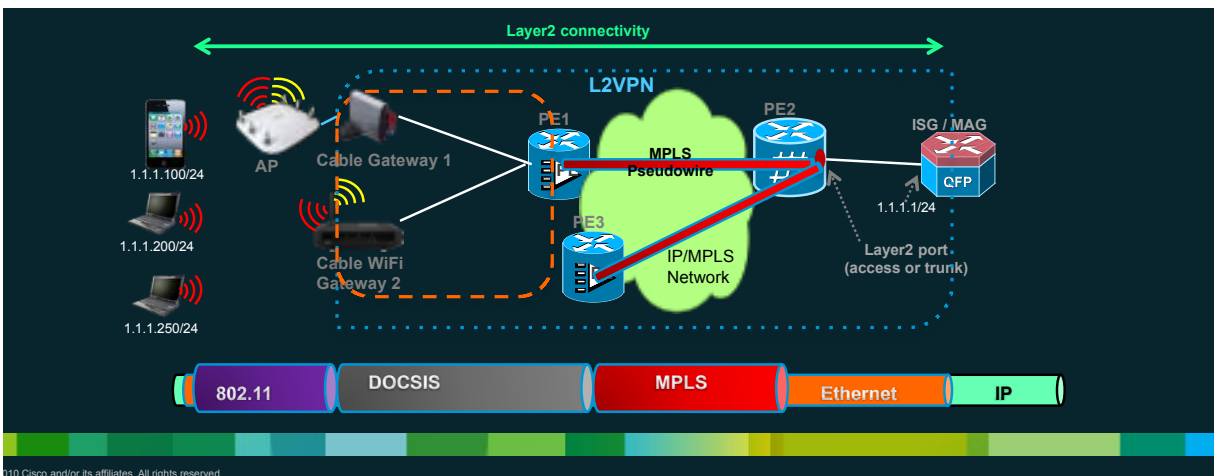 Layer2 connectivity
L2VPN
PE2
PE1
ISG / MAG
AP
Cable Gateway 1
MPLS
Pseudowire
QFP
1.1.1.100/24
1.1.1.1/24
PE3
1.1.1.200/24
Layer2 port
(access or trunk)
IP/MPLS
Network
Cable WiFi
Gateway 2
1.1.1.250/24
802.11
DOCSIS
MPLS
Ethernet
IP
010 Cisco and/or its affiliates. All rights reserved.